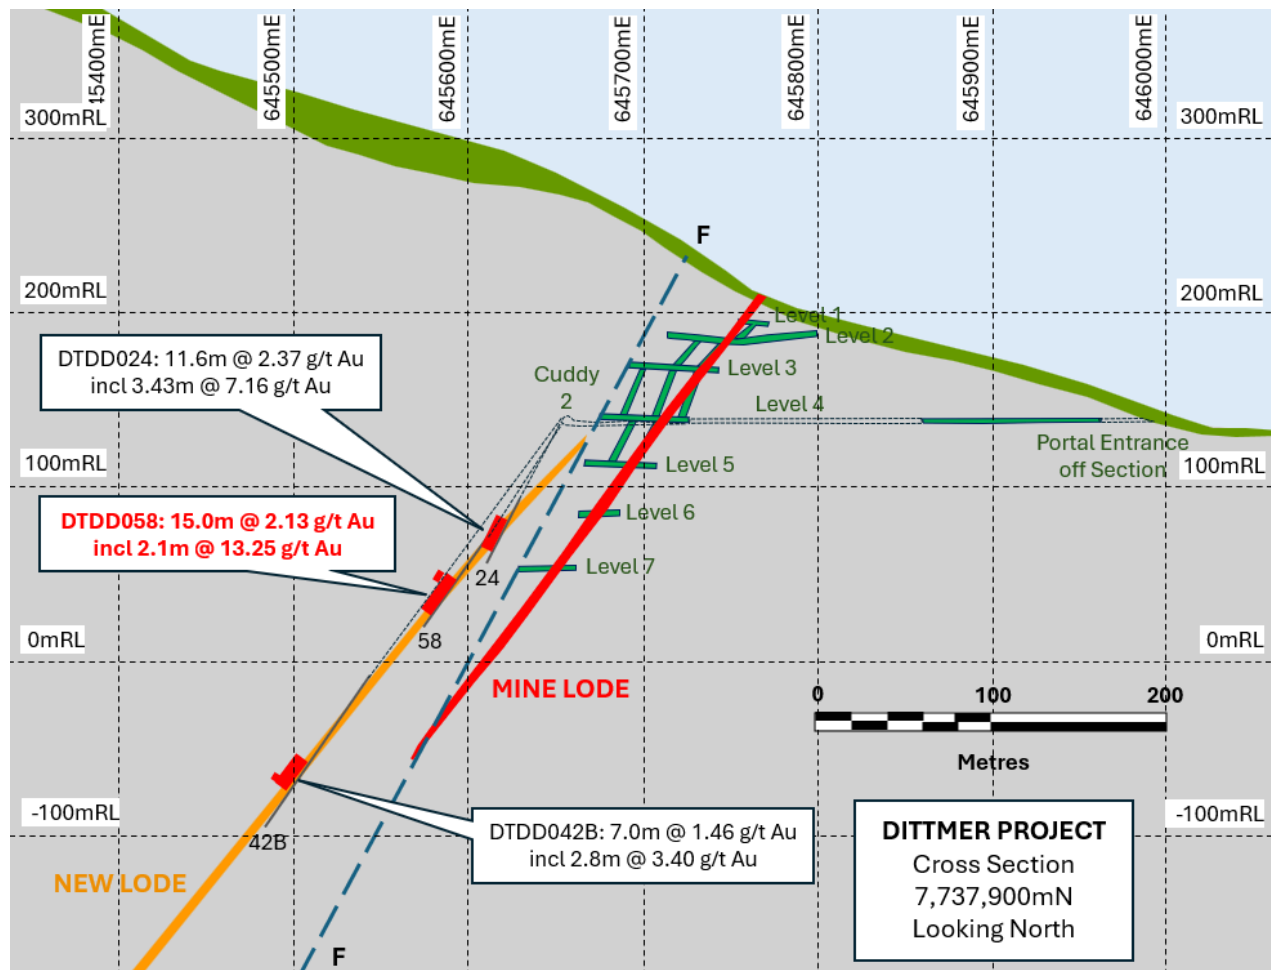 45400mE
645500mE
645600mE
645700mE
645800mE
645900mE
646000mE
300mRL
300mRL
F
200mRL
200mRL
Level 1
Level 2
DTDD024: 11.6m @ 2.37 g/t Au
incl 3.43m @ 7.16 g/t Au
Level 3
Cuddy
2
Level 4
Portal Entrance
off Section
100mRL
100mRL
Level 5
DTDD058: 15.0m @ 2.13 g/t Au
incl 2.1m @ 13.25 g/t Au
Level 6
Level 7
24
58
0mRL
0mRL
MINE LODE
0
100
200
Metres
-100mRL
-100mRL
DTDD042B: 7.0m @ 1.46 g/t Au
incl 2.8m @ 3.40 g/t Au
42B
NEW LODE
DITTMER PROJECT
Cross Section
7,737,900mN
Looking North
F